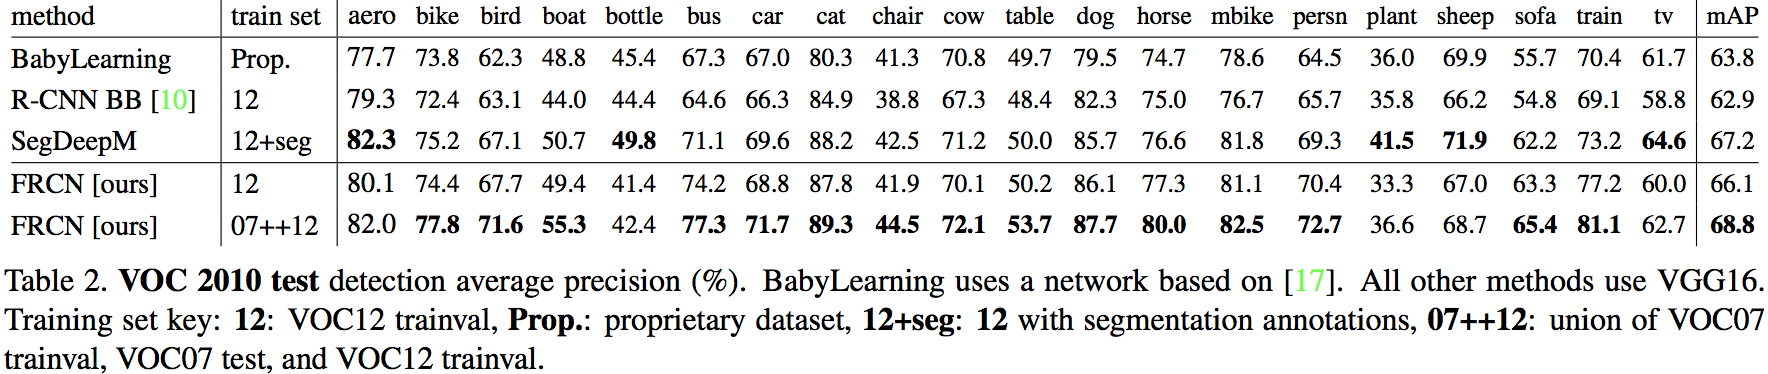 method train set aero bike bird boat bottle bus car cat chair cow table dog horse mbike persn plant sheep sofa train tv mAP
BabyLearning Prop. 77.7 73.8 62.3 48.8 45.4 67.3 67.0 80.3 41.3 70.8 49.7 79.5 74.7 78.6 64.5 36.0 69.9 55.7 70.4 61.7 63.8
R-CNN BB [10] 12 79.3 72.4 63.1 44.0 44.4 64.6 66.3 84.9 38.8 67.3 48.4 82.3 75.0 76.7 65.7 35.8 66.2 54.8 69.1 58.8 62.9
SegDeepM 12+seg 82.3 75.2 67.1 50.7 49.8 71.1 69.6 88.2 42.5 71.2 50.0 85.7 76.6 81.8 69.3 41.5 71.9 62.2 73.2 64.6 67.2
FRCN [ours] 12 80.1 74.4 67.7 49.4 41.4 74.2 68.8 87.8 41.9 70.1 50.2 86.1 77.3 81.1 70.4 33.3 67.0 63.3 77.2 60.0 66.1
FRCN [ours] 07++12 82.0 77.8 71.6 55.3 42.4 77.3 71.7 89.3 44.5 72.1 53.7 87.7 80.0 82.5 72.7 36.6 68.7 65.4 81.1 62.7 68.8
Table 2. VOC 2010 test detection average precision (%). BabyLearning uses a network based on [17]. All other methods use VGG16.
Training set key: 12: VOC12 trainval, Prop.: proprietary dataset, 12+seg: 12 with segmentation annotations, 07++12: union of VOC07
trainval, VOC07 test, and VOC12 trainval.